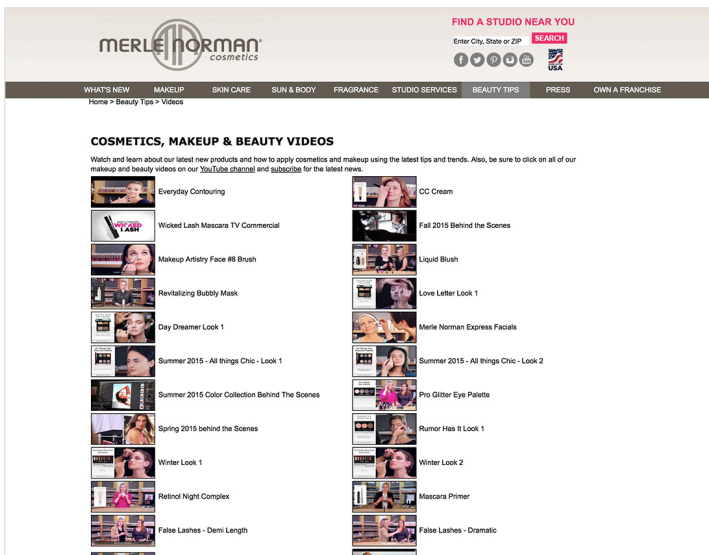 MERLE NORMAN
cosmetics
FIND A STUDIO NEAR YOU
Enter City, State or ZIP SEARCH
USA
WHAT'S NEW MAKEUP SKIN CARE SUN & BODY FRAGRANCE STUDIO SERVICES BEAUTY TIPS PRESS OWN A FRANCHISE
Home > Beauty Tips > Videos
COSMETICS, MAKEUP & BEAUTY VIDEOS
Watch and learn about our latest new products and how to apply cosmetics and makeup using the latest tips and trends. Also, be sure to click on all of our
makeup and beauty videos on our YouTube channel and subscribe for the latest news.
Everyday Contouring CC Cream
WICKED
LASH
Wicked Lash Mascara TV Commercial Fall 2015 Behind the Scenes
Makeup Artistry Face #8 Brush Liquid Blush
Revitalizing Bubbly Mask Love Letter Look 1
Day Dreamer Look 1 Merle Norman Express Facials
Summer 2015 - All things Chic - Look 1 Summer 2015 - All things Chic - Look 2
Summer 2015 Color Collection Behind The Scenes Pro Glitter Eye Palette
Spring 2015 behind the Scenes Rumor Has It Look 1
Winter Look 1 Winter Look 2
Retinol Night Complex Mascara Primer
False Lashes - Demi Length False Lashes - Dramatic